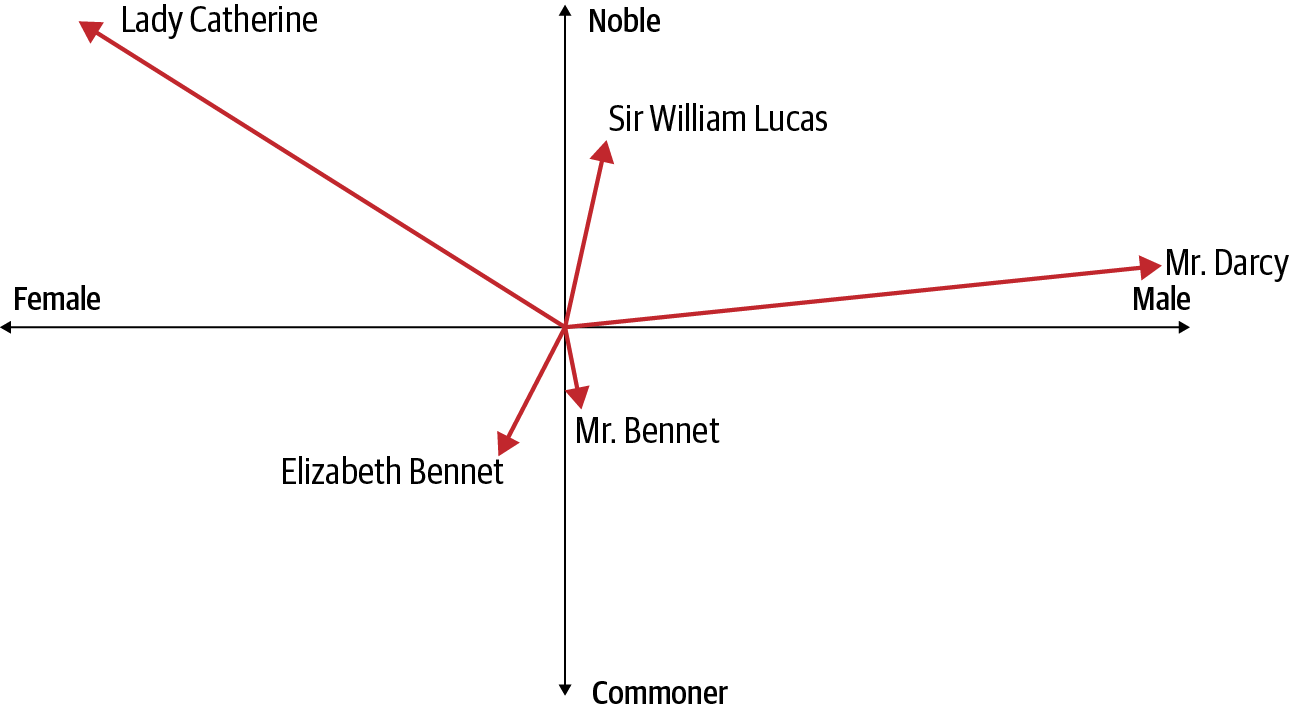 Lady Catherine
Noble
Sir William Lucas
Mr. Darcy
Female
Male
Mr. Bennet
Elizabeth Bennet
Commoner